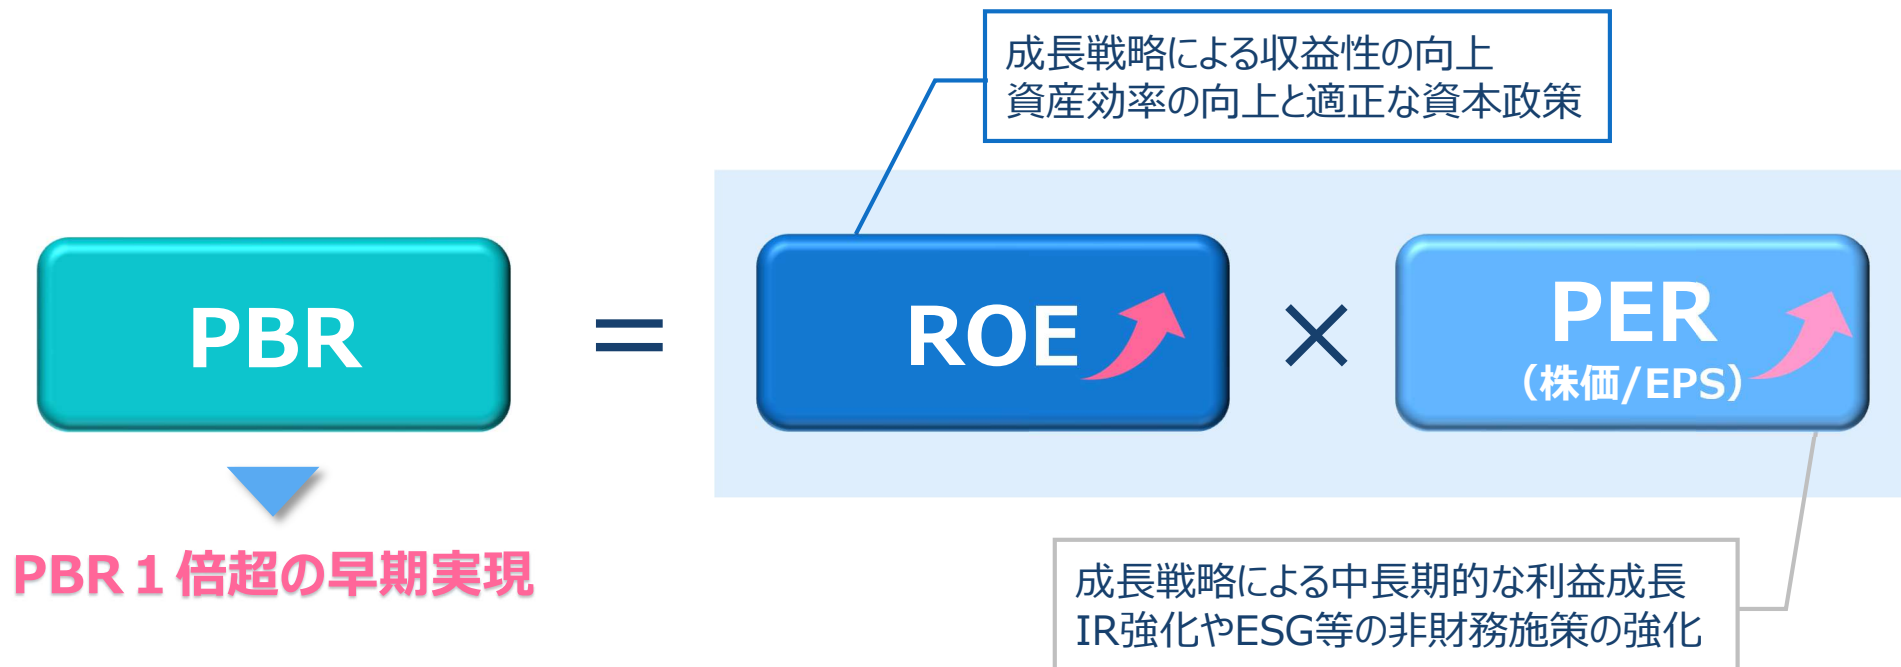 成長戦略による収益性の向上
資産効率の向上と適正な資本政策
PBR
＝
ROE
×
PER
（株価/EPS）
PBR１倍超の早期実現
成長戦略による中長期的な利益成長
IR強化やESG等の非財務施策の強化